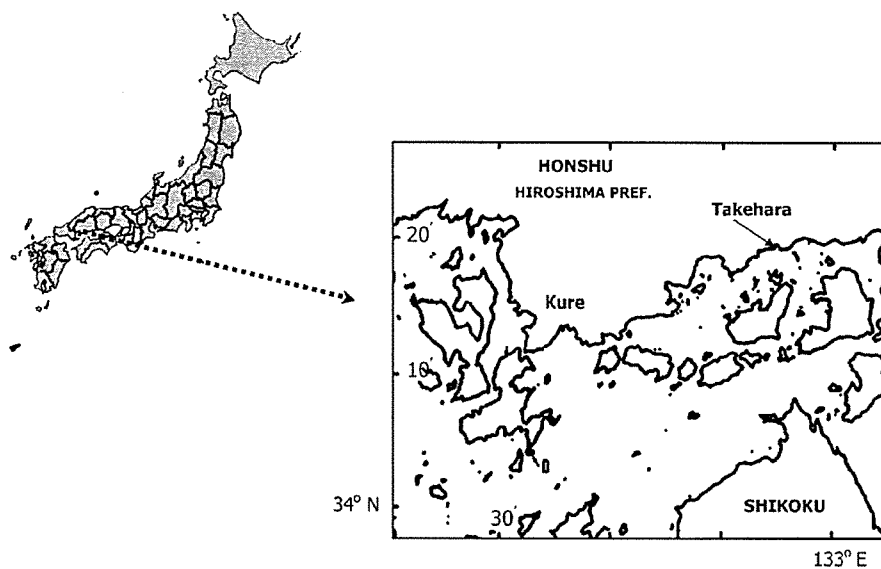 HONSHU
HIROSHIMA PREF.
Takehara
20′
Kure
10′
34° N
30′
SHIKOKU
133° E